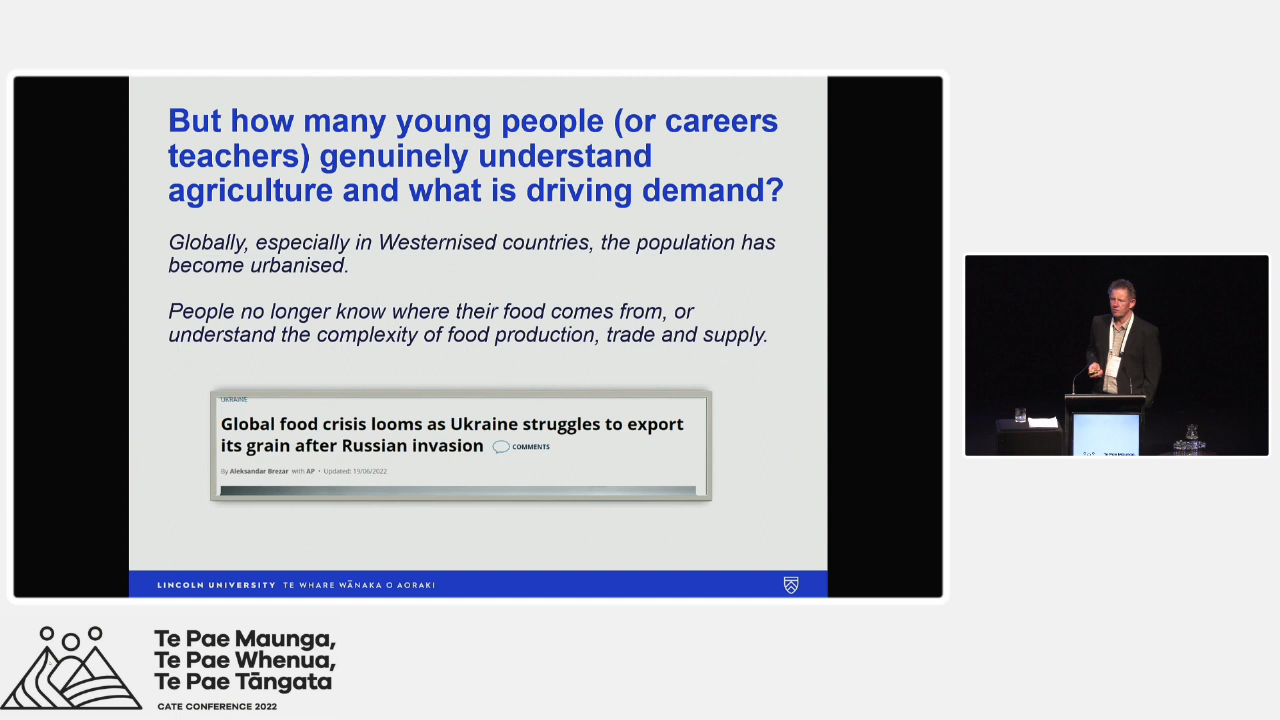 But how many young people (or careers
teachers) genuinely understand
agriculture and what is driving demand?
Globally, especially in Westernised countries, the population has
become urbanised.
People no longer know where their food comes from, or
understand the complexity of food production, trade and supply.
UKRAINE
Global food crisis looms as Ukraine struggles to export
its grain after Russian invasion COMMENTS
By Aleksandar Brezar with AP • Updated: 19/06/2022
LINCOLN UNIVERSITY TE WHARE WĀNAKA O AORAKI
Te Pae Maunga,
Te Pae Maunga,
Te Pae Whenua,
Te Pae Tāngata
CATE CONFERENCE 2022